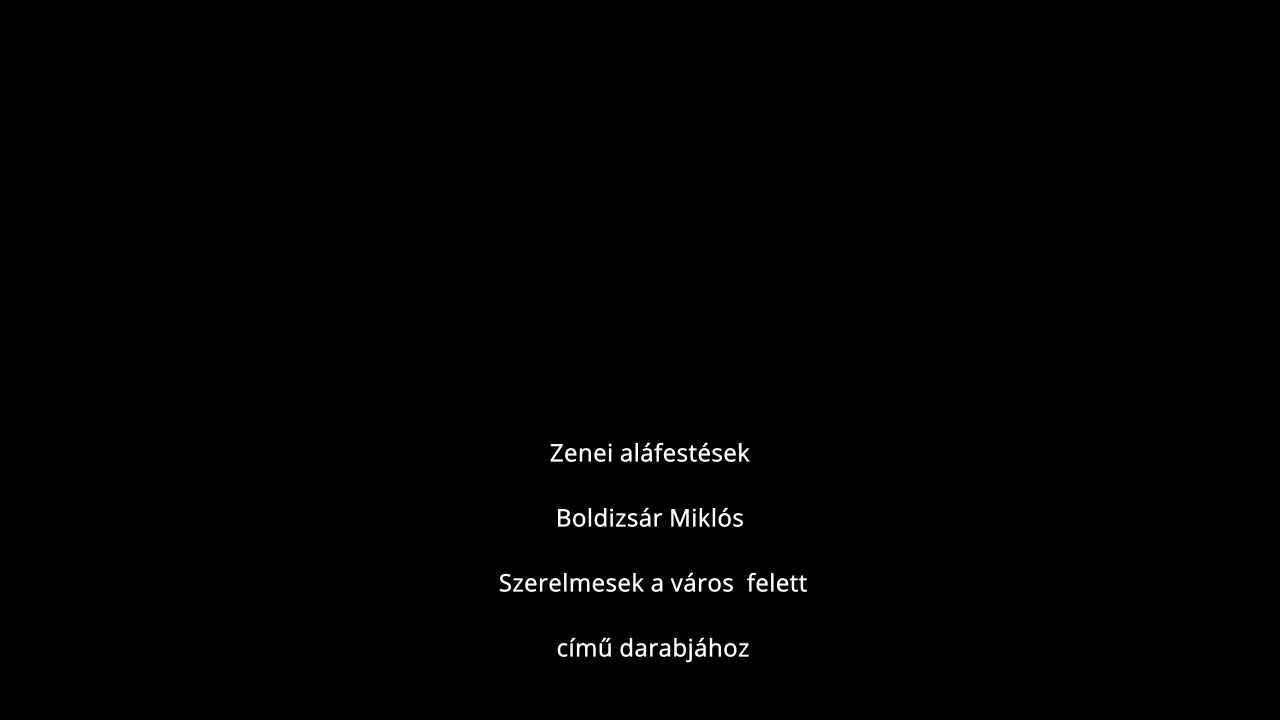 Zenei aláfestések
Boldizsár Miklós
Szerelmesek a város  felett
című darabjához